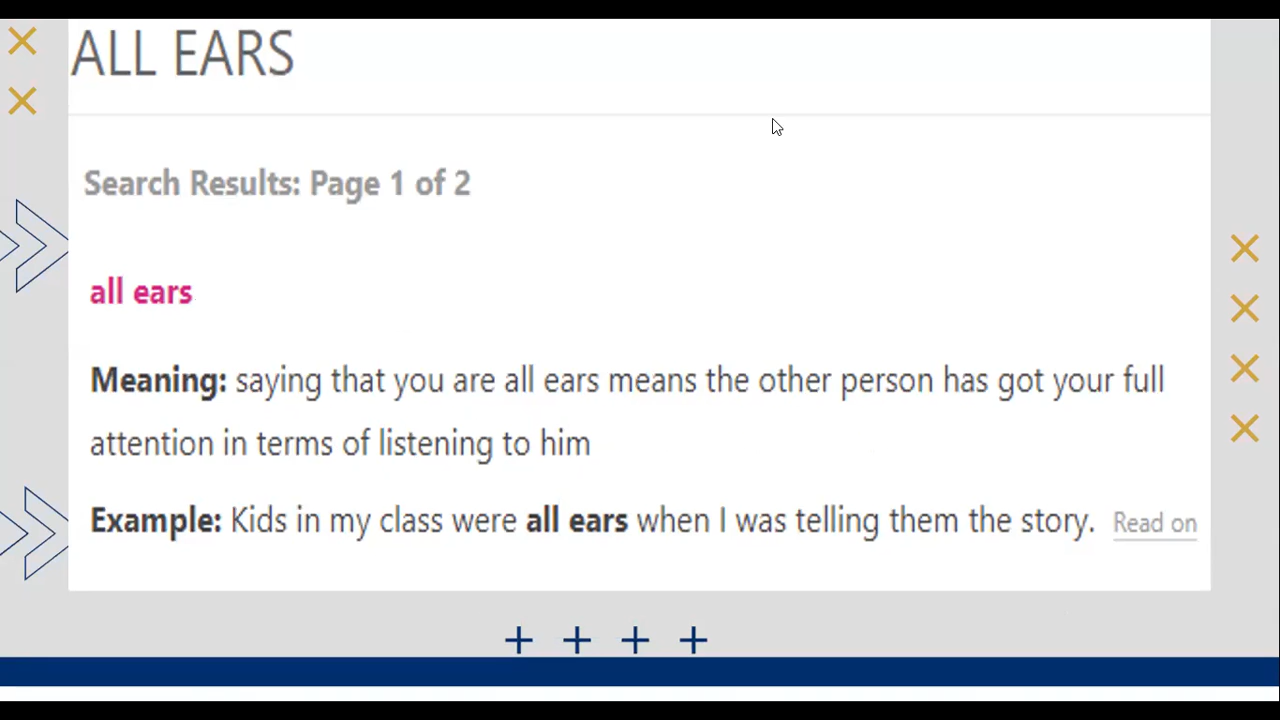 ALL EARS
Search Results: Page 1 of 2
all ears
Meaning: saying that you are all ears means the other person has got your full
attention in terms of listening to him
Example: Kids in my class were all ears when I was telling them the story. Read on